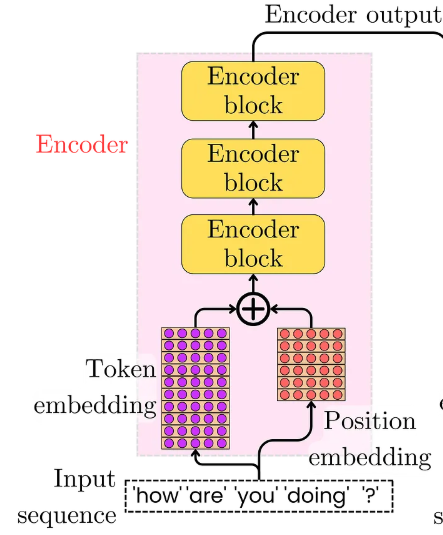 Encoder output
Encoder
block
Encoder
Encoder
block
Encoder
block
Token
embedding
Position
embedding
Input
sequence
'how' 'are' 'you' 'doing' '?'